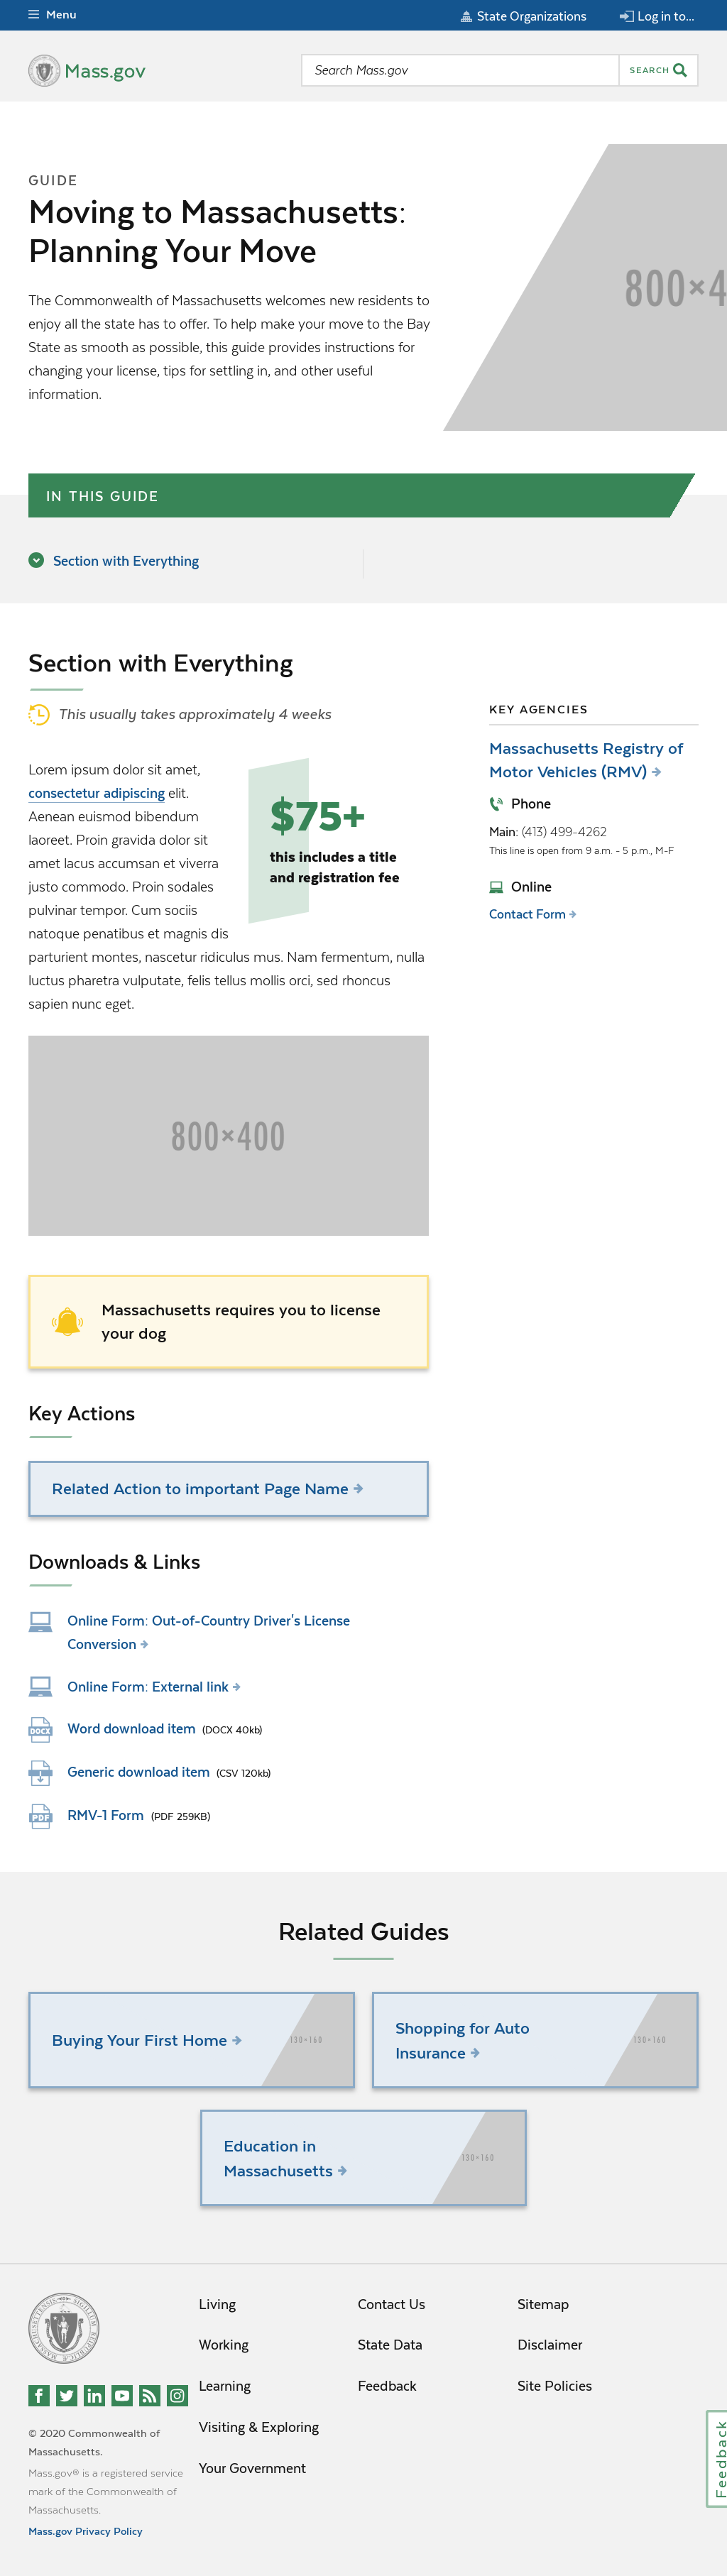 Menu
State Organizations
Log in to...
Mass.gov
Search Mass.gov
SEARCH
GUIDE
Moving to Massachusetts:
Planning Your Move
The Commonwealth of Massachusetts welcomes new residents to
enjoy all the state has to offer. To help make your move to the Bay
State as smooth as possible, this guide provides instructions for
changing your license, tips for settling in, and other useful
information.
800×4
IN THIS GUIDE
Section with Everything
Section with Everything
This usually takes approximately 4 weeks
Lorem ipsum dolor sit amet,
consectetur adipiscing elit.
Aenean euismod bibendum
laoreet. Proin gravida dolor sit
amet lacus accumsan et viverra
justo commodo. Proin sodales
pulvinar tempor. Cum sociis
natoque penatibus et magnis dis
parturient montes, nascetur ridiculus mus. Nam fermentum, nulla
luctus pharetra vulputate, felis tellus mollis orci, sed rhoncus
sapien nunc eget.
$75+
this includes a title
and registration fee
800×400
Massachusetts requires you to license
your dog
Key Actions
Related Action to important Page Name
Downloads & Links
Online Form: Out-of-Country Driver's License
Conversion
Online Form: External link
DOCX
Word download item (DOCX 40kb)
Generic download item (CSV 120kb)
PDF
RMV-1 Form (PDF 259KB)
KEY AGENCIES
Massachusetts Registry of
Motor Vehicles (RMV)
Phone
Main: (413) 499-4262
This line is open from 9 a.m. - 5 p.m., M-F
Online
Contact Form
Related Guides
Buying Your First Home
130×160
Shopping for Auto
Insurance
130×160
Education in
Massachusetts
130×160
Living
Working
Learning
Visiting & Exploring
Your Government
Contact Us
State Data
Feedback
Sitemap
Disclaimer
Site Policies
© 2020 Commonwealth of
Massachusetts.
Mass.gov® is a registered service
mark of the Commonwealth of
Massachusetts.
Mass.gov Privacy Policy
Feedback